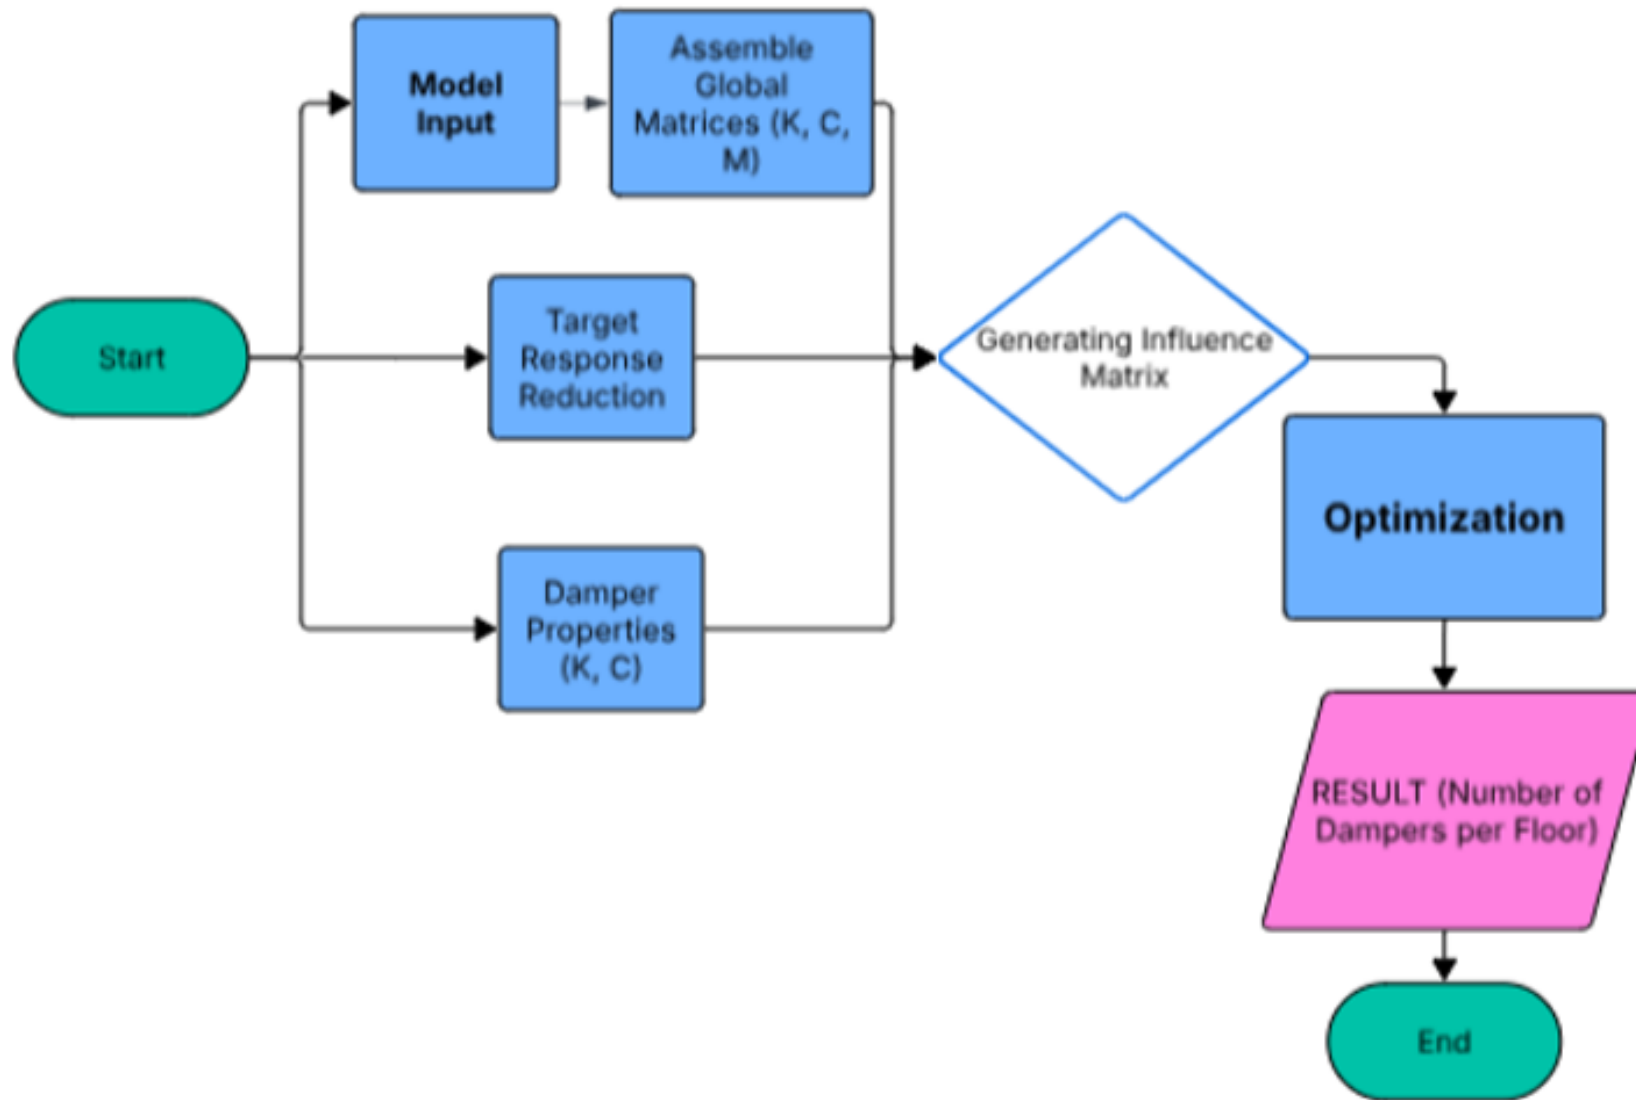 Start
Model
Input
Assemble
Global
Matrices (K, C,
M)
Target
Response
Reduction
Damper
Properties
(K, C)
Generating Influence
Matrix
Optimization
RESULT (Number of
Dampers per Floor)
End